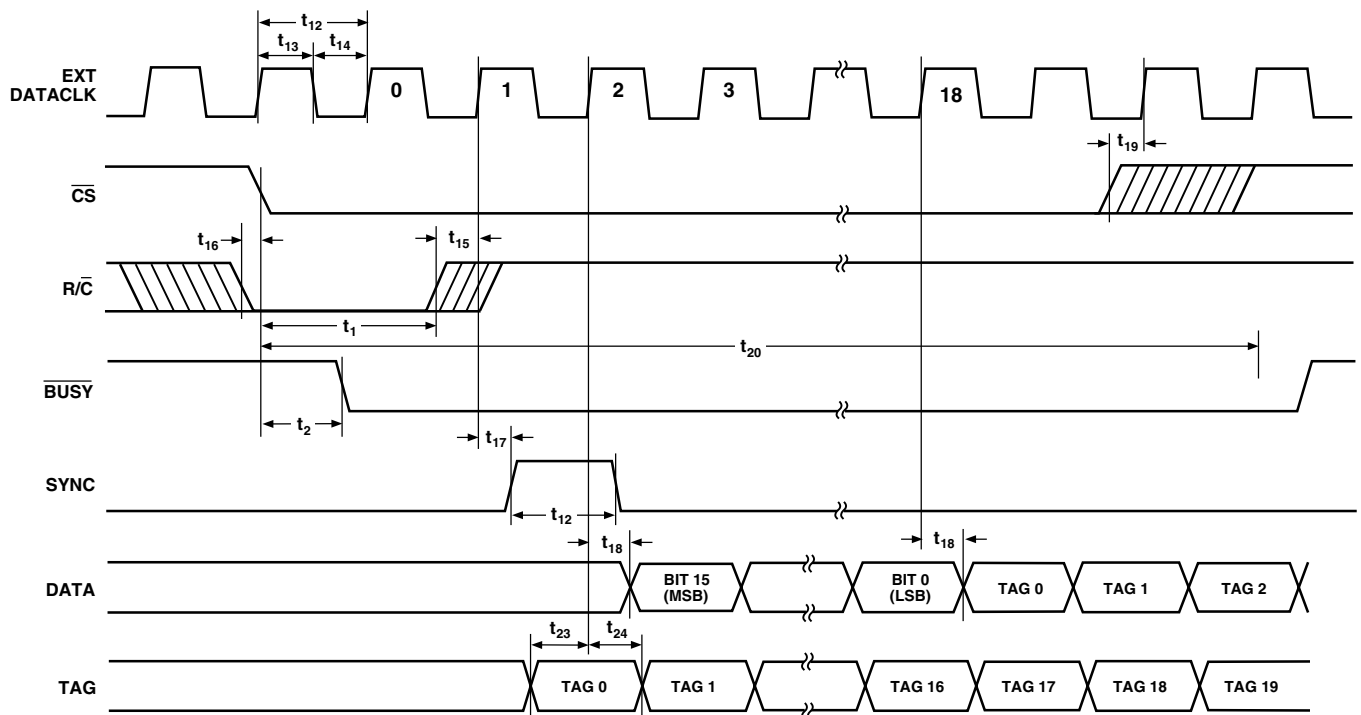 t12
t13 t14
EXT DATACLK
0 1 2 3 18
t19
CS
t16 t15
R/C
t1
t20
BUSY
t2
t17
SYNC
t12
t18 t18
DATA
BIT 15 (MSB)
BIT 0 (LSB)
TAG 0 TAG 1 TAG 2
t23 t24
TAG
TAG 0 TAG 1 TAG 16 TAG 17 TAG 18 TAG 19